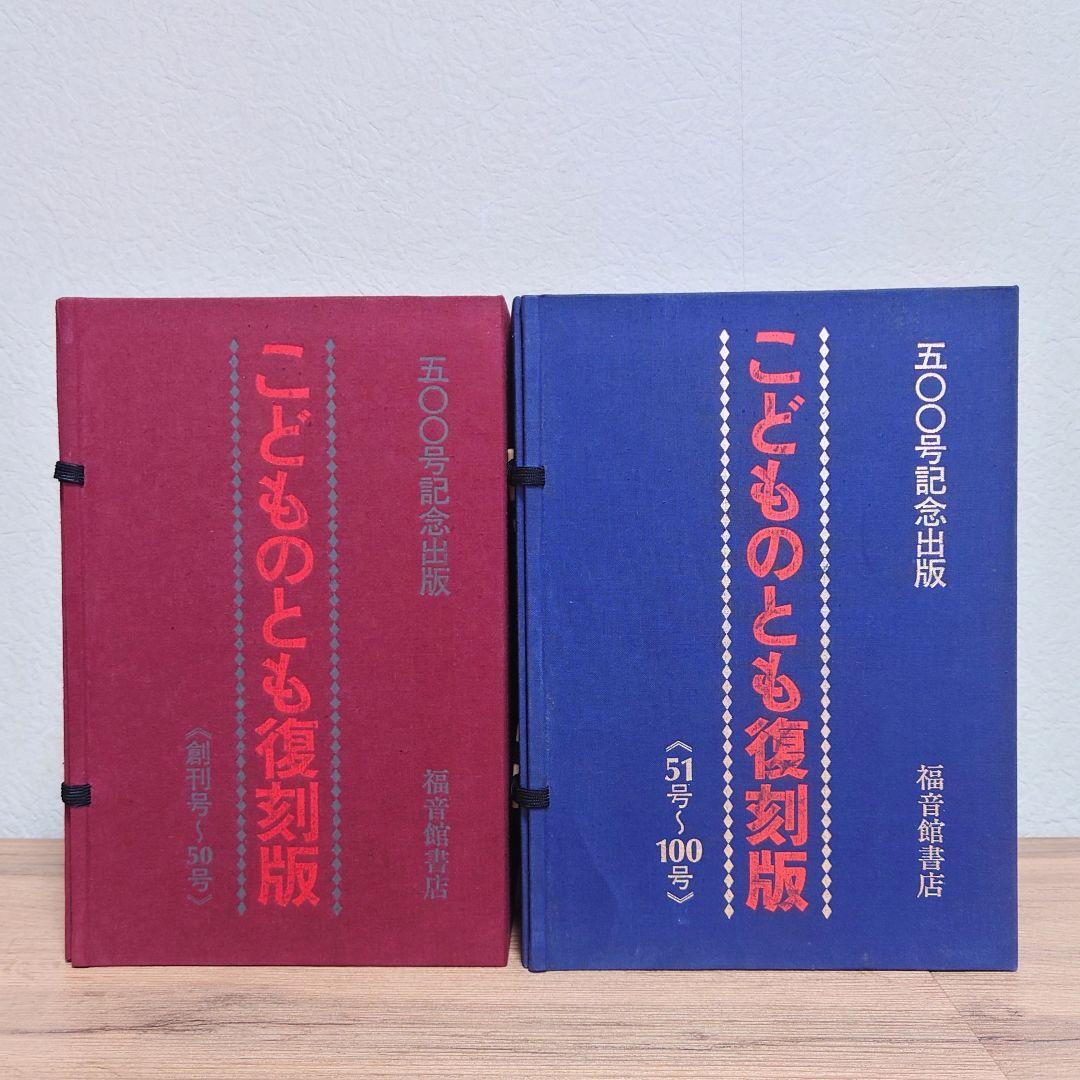 五〇〇号記念出版
福音館書店
こどものとも復刻版
《創刊号〜50号》
五〇〇号記念出版
福音館書店
こどものとも復刻版
《51号〜100号》